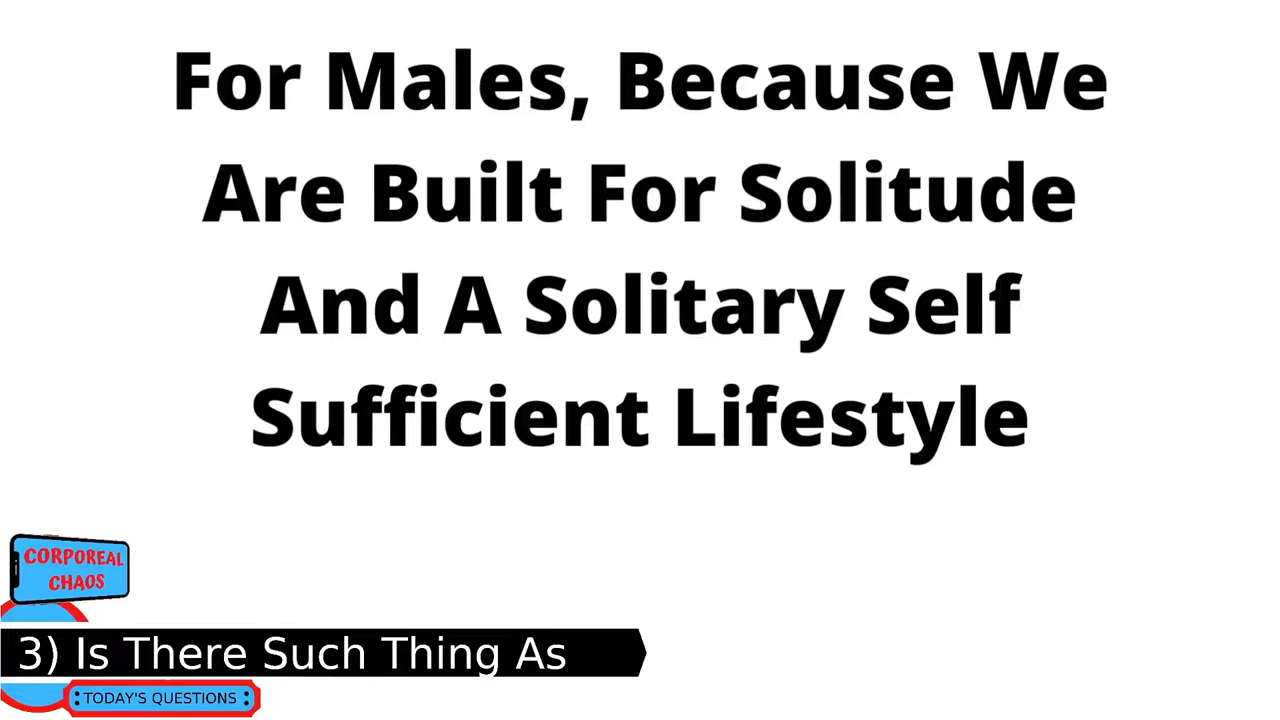 For Males, Because We
Are Built For Solitude
And A Solitary Self
Sufficient Lifestyle
CORPOREAL
CHAOS
3) Is There Such Thing As
:TODAY'S QUESTIONS: